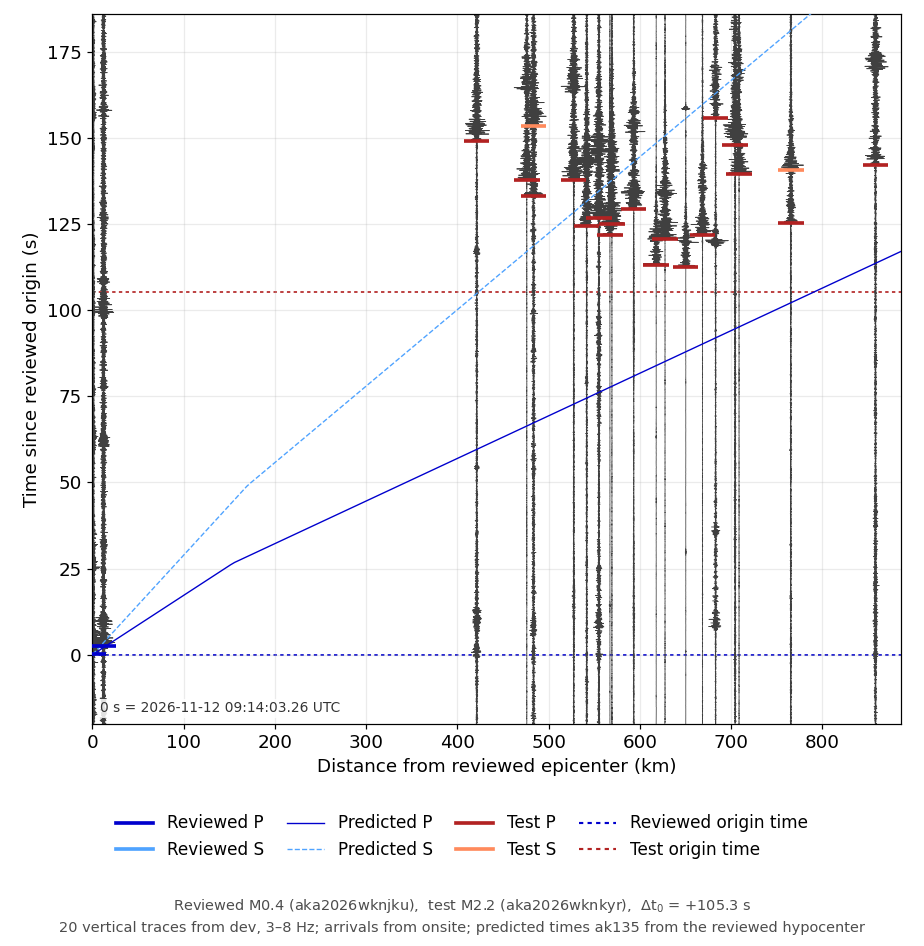 175
150
125
100
75
50
25
0
Time since reviewed origin (s)
0 s = 2026-11-12 09:14:03.26 UTC
0 100 200 300 400 500 600 700 800
Distance from reviewed epicenter (km)
Reviewed P Predicted P Test P Reviewed origin time
Reviewed S Predicted S Test S Test origin time
Reviewed M0.4 (aka2026wknjku), test M2.2 (aka2026wknkyr), Δt₀ = +105.3 s
20 vertical traces from dev, 3–8 Hz; arrivals from onsite; predicted times ak135 from the reviewed hypocenter